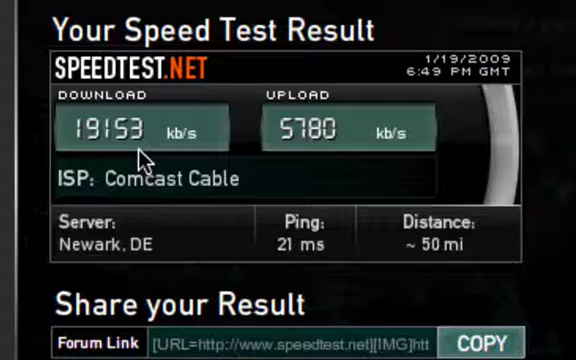 Your Speed Test Result
SPEEDTEST.NET
1/19/2009
6:49 PM GMT
DOWNLOAD
UPLOAD
19153 kb/s
5780 kb/s
ISP: Comcast Cable
Server:
Newark, DE
Ping:
21 ms
Distance:
~ 50 mi
Share your Result
Forum Link
[URL=http://www.speedtest.net][IMG]htt
COPY